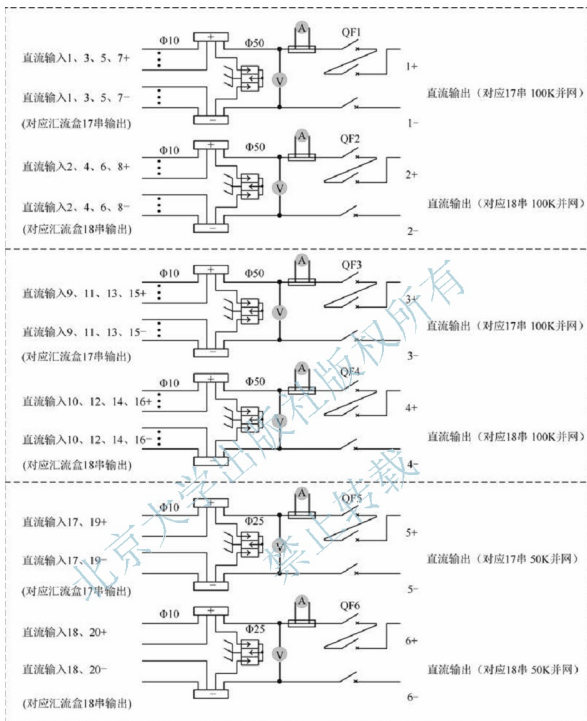 Φ10
Φ50
A
QF1
直流输入1、3、5、7+
+
V
1+
直流输出（对应17串 100K并网）
直流输入1、3、5、7−
(对应汇流盒17串输出)
−
1−
Φ10
Φ50
A
QF2
直流输入2、4、6、8+
+
V
2+
直流输出（对应18串 100K并网）
直流输入2、4、6、8−
(对应汇流盒18串输出)
−
2−
Φ10
Φ50
A
QF3
直流输入9、11、13、15+
+
V
3+
直流输出（对应17串 100K并网）
直流输入9、11、13、15−
(对应汇流盒17串输出)
−
3−
Φ10
Φ50
A
QF4
直流输入10、12、14、16+
+
V
4+
直流输出（对应18串 100K并网）
直流输入10、12、14、16−
(对应汇流盒18串输出)
−
4−
Φ10
Φ25
A
QF5
直流输入17、19+
+
V
5+
直流输出（对应17串 50K并网）
直流输入17、19−
(对应汇流盒17串输出)
−
5−
Φ10
Φ25
A
QF6
直流输入18、20+
+
V
6+
直流输出（对应18串 50K并网）
直流输入18、20−
(对应汇流盒18串输出)
−
6−
北京大学出版社版权所有
禁止转载